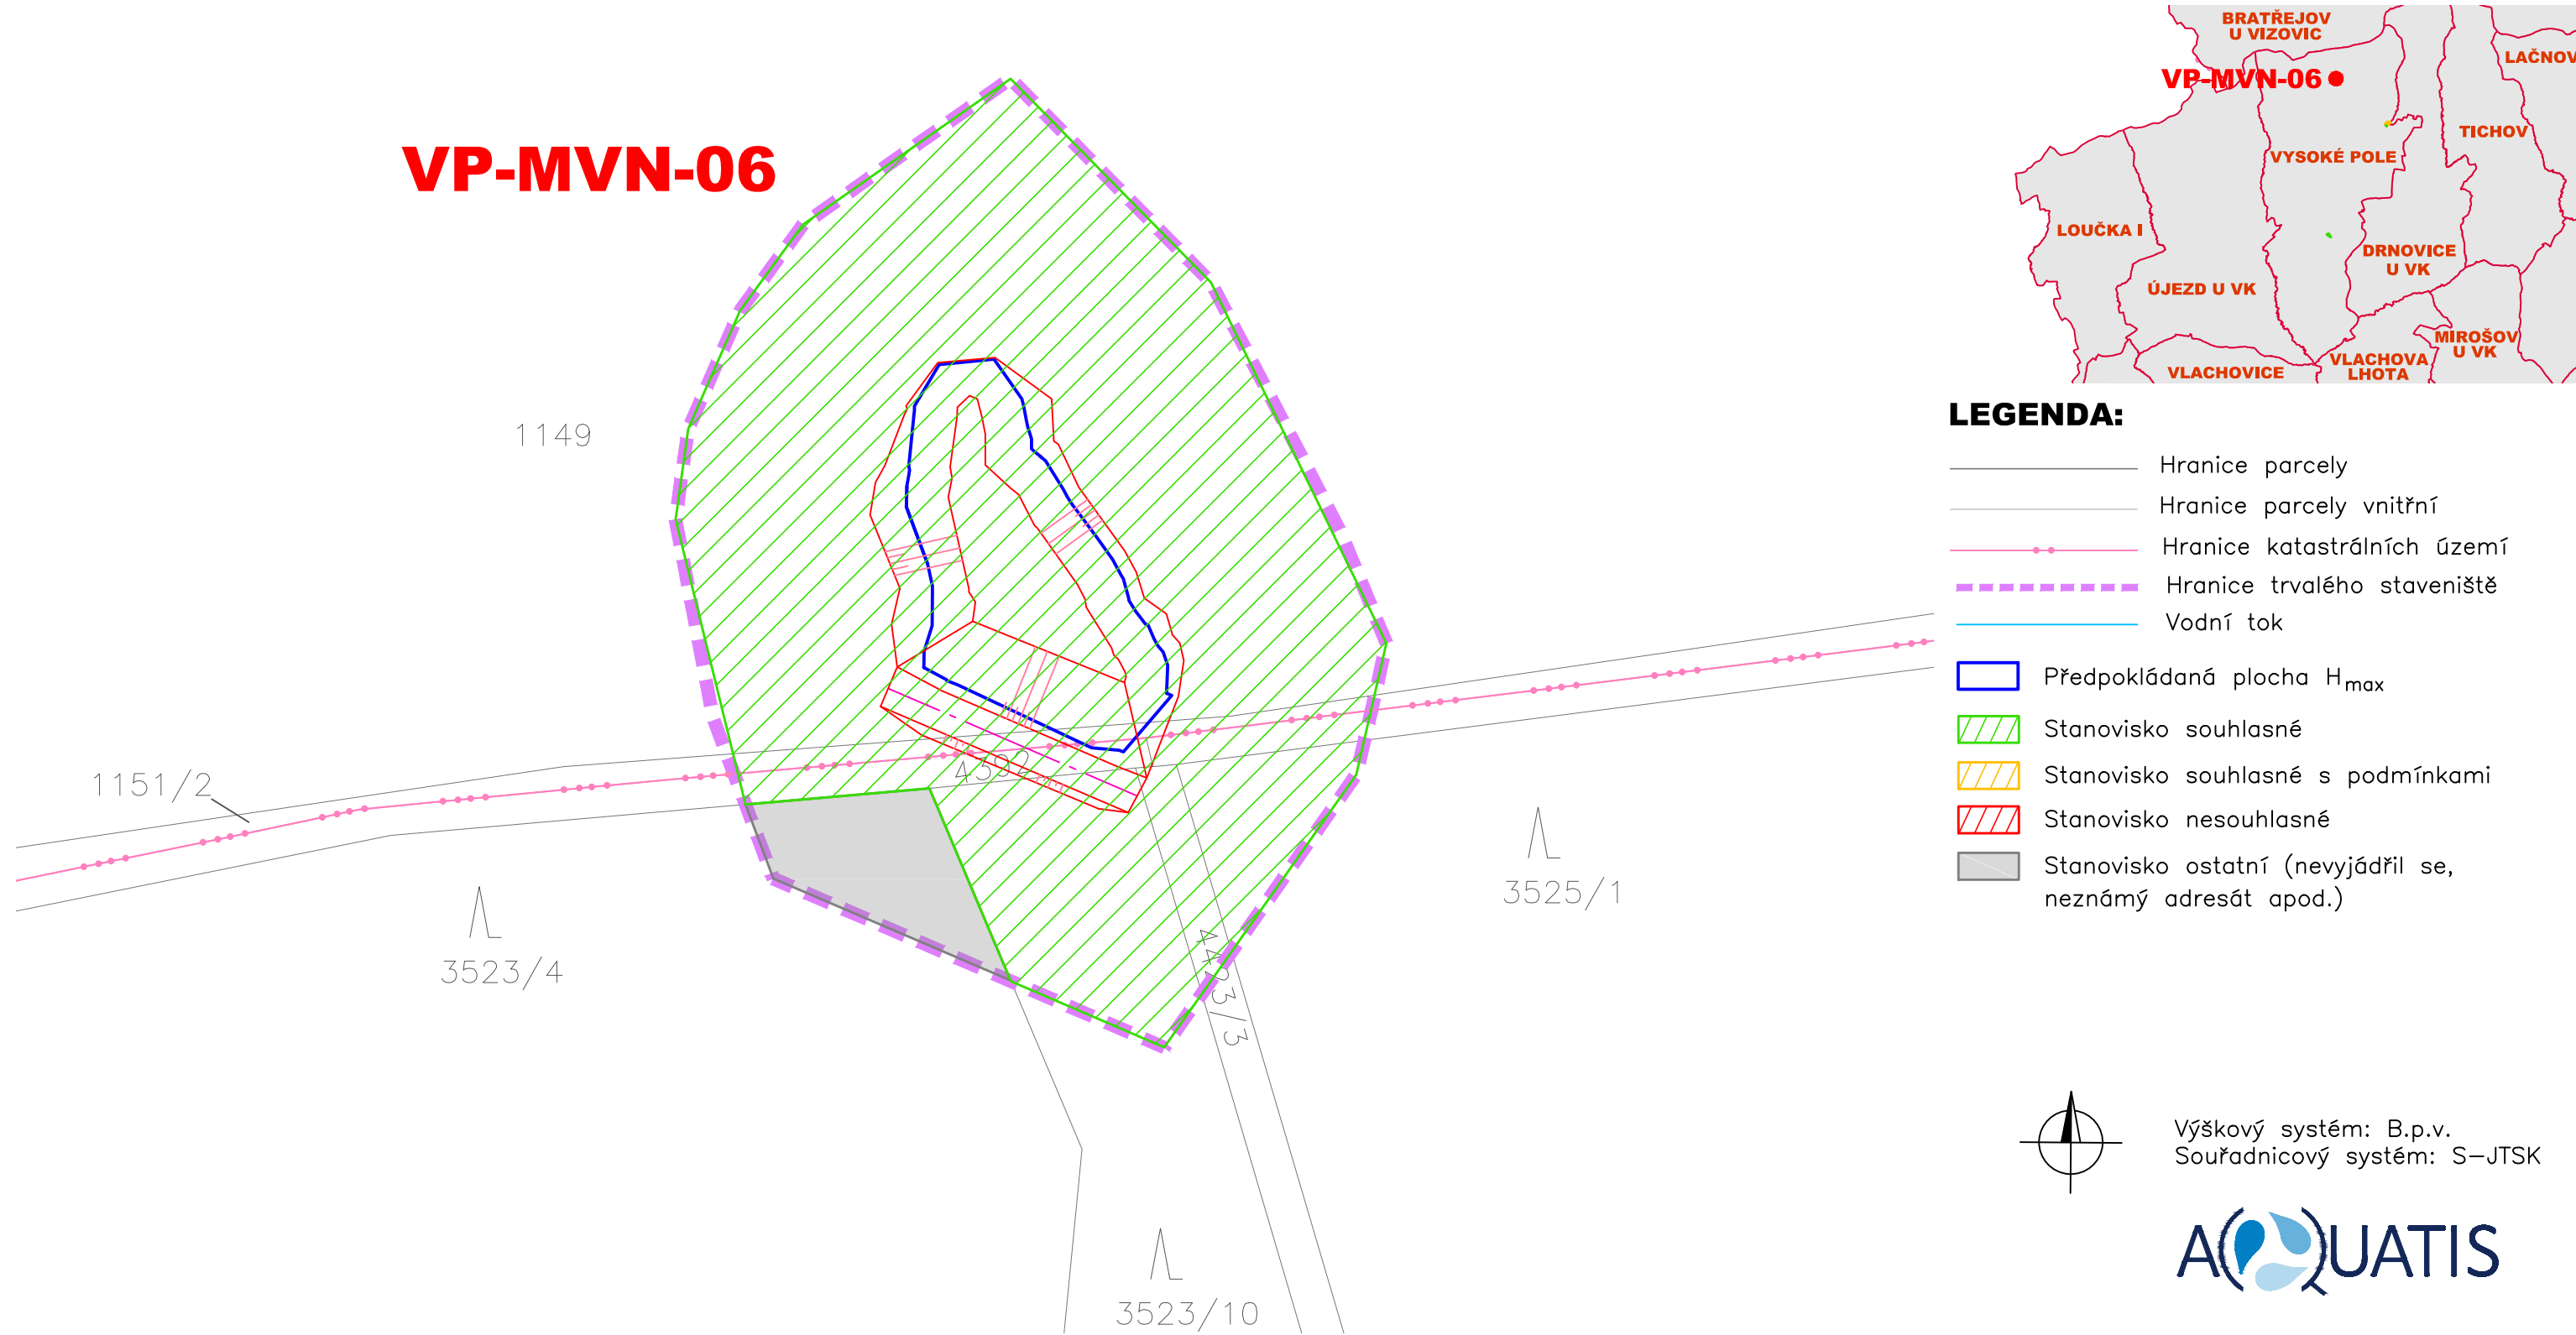 VP-MVN-06
1149
1151/2
4392
3523/4
3525/1
4423/3
3523/10
BRATŘEJOV
U VIZOVIC
LAČNOV
VP-MVN-06
TICHOV
VYSOKÉ POLE
LOUČKA I
DRNOVICE
U VK
ÚJEZD U VK
MIROŠOV
U VK
VLACHOVA
LHOTA
VLACHOVICE
LEGENDA:
Hranice parcely
Hranice parcely vnitřní
Hranice katastrálních území
Hranice trvalého staveniště
Vodní tok
Předpokládaná plocha Hmax
Stanovisko souhlasné
Stanovisko souhlasné s podmínkami
Stanovisko nesouhlasné
Stanovisko ostatní (nevyjádřil se,
neznámý adresát apod.)
Výškový systém: B.p.v.
Souřadnicový systém: S-JTSK
AQUATIS